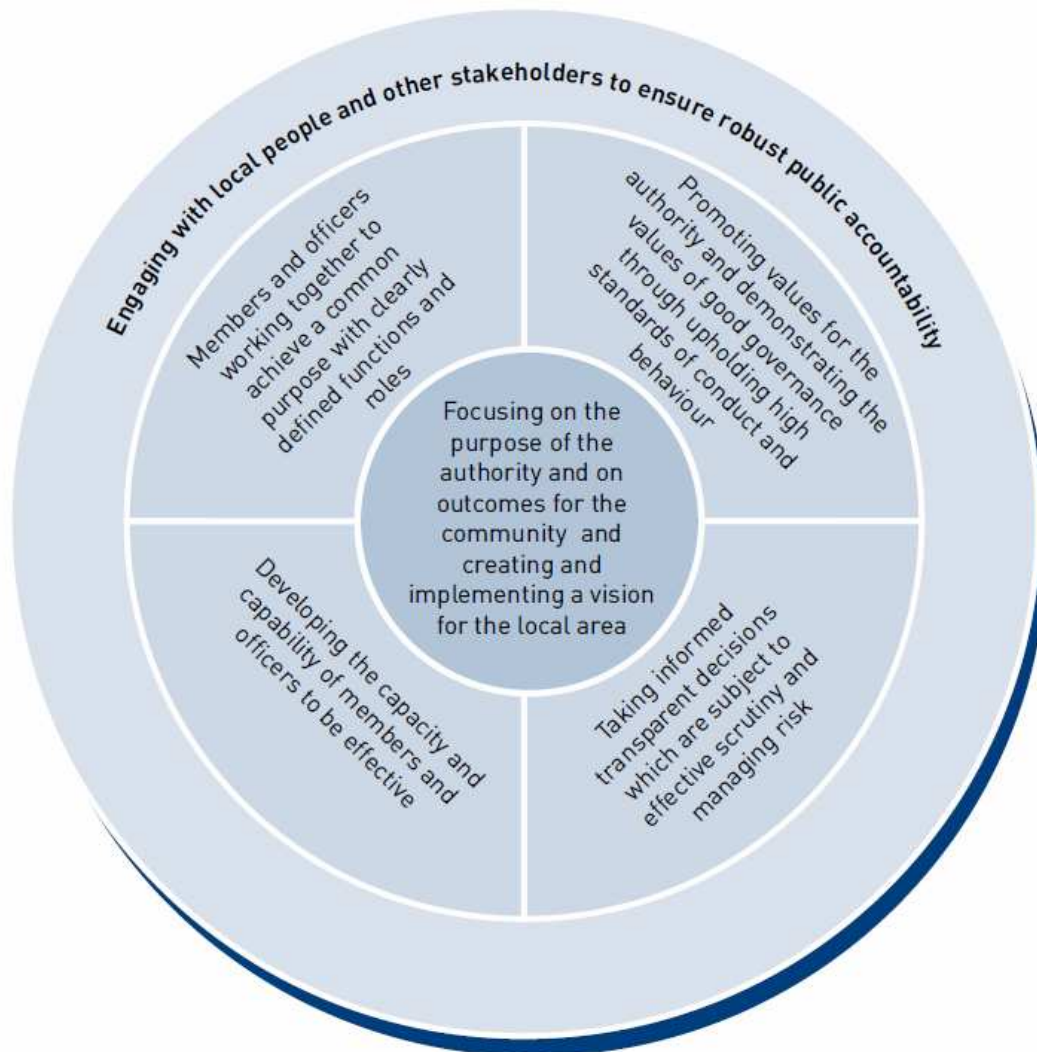 Engaging with local people and other stakeholders to ensure robust public accountability
Members and officers
working together to
achieve a common
purpose with clearly
defined functions and
roles
Promoting values for the
authority and demonstrating the
values of good governance
through upholding high
standards of conduct and
behaviour
Focusing on the
purpose of the
authority and on
outcomes for the
community and
creating and
implementing a vision
for the local area
Developing the capacity and
capability of members and
officers to be effective
Taking informed
transparent decisions
which are subject to
effective scrutiny and
managing risk